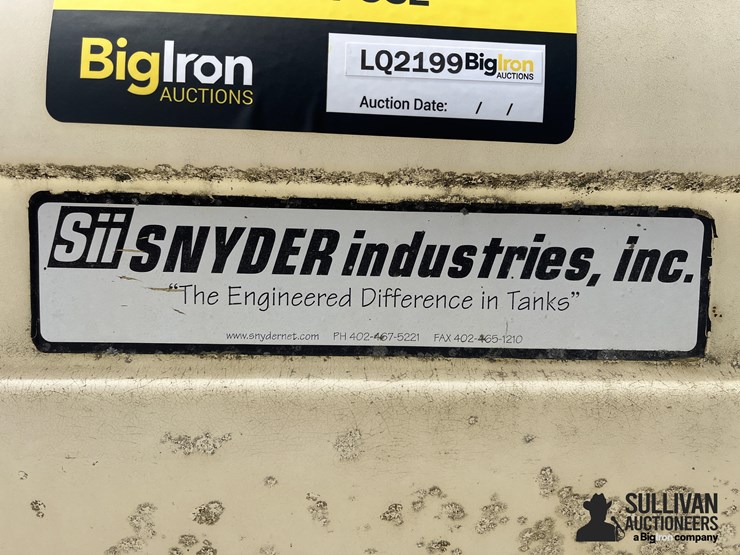 BigIron
AUCTIONS
LQ2199 BigIron
AUCTIONS
Auction Date: / /
Sii SNYDER industries, inc.
"The Engineered Difference in Tanks"
www.snydernet.com PH 402-467-5221 FAX 402-465-1210
SULLIVAN
AUCTIONEERS
a BigIron company